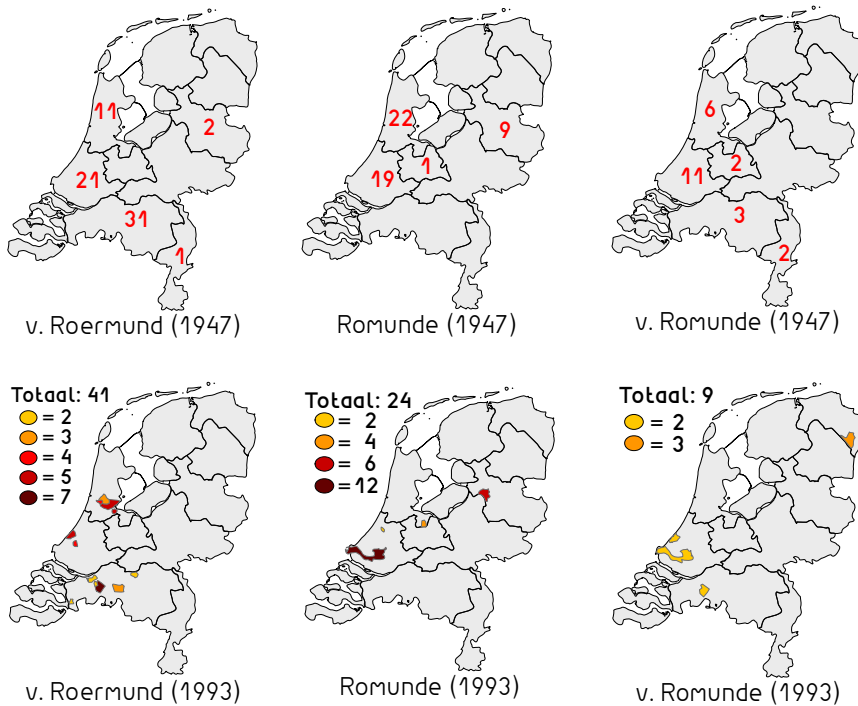 11
2
21
31
1
v. Roermund (1947)
22
9
1
19
Romunde (1947)
6
2
11
3
2
v. Romunde (1947)
Totaal: 41
= 2
= 3
= 4
= 5
= 7
v. Roermund (1993)
Totaal: 24
= 2
= 4
= 6
= 12
Romunde (1993)
Totaal: 9
= 2
= 3
v. Romunde (1993)